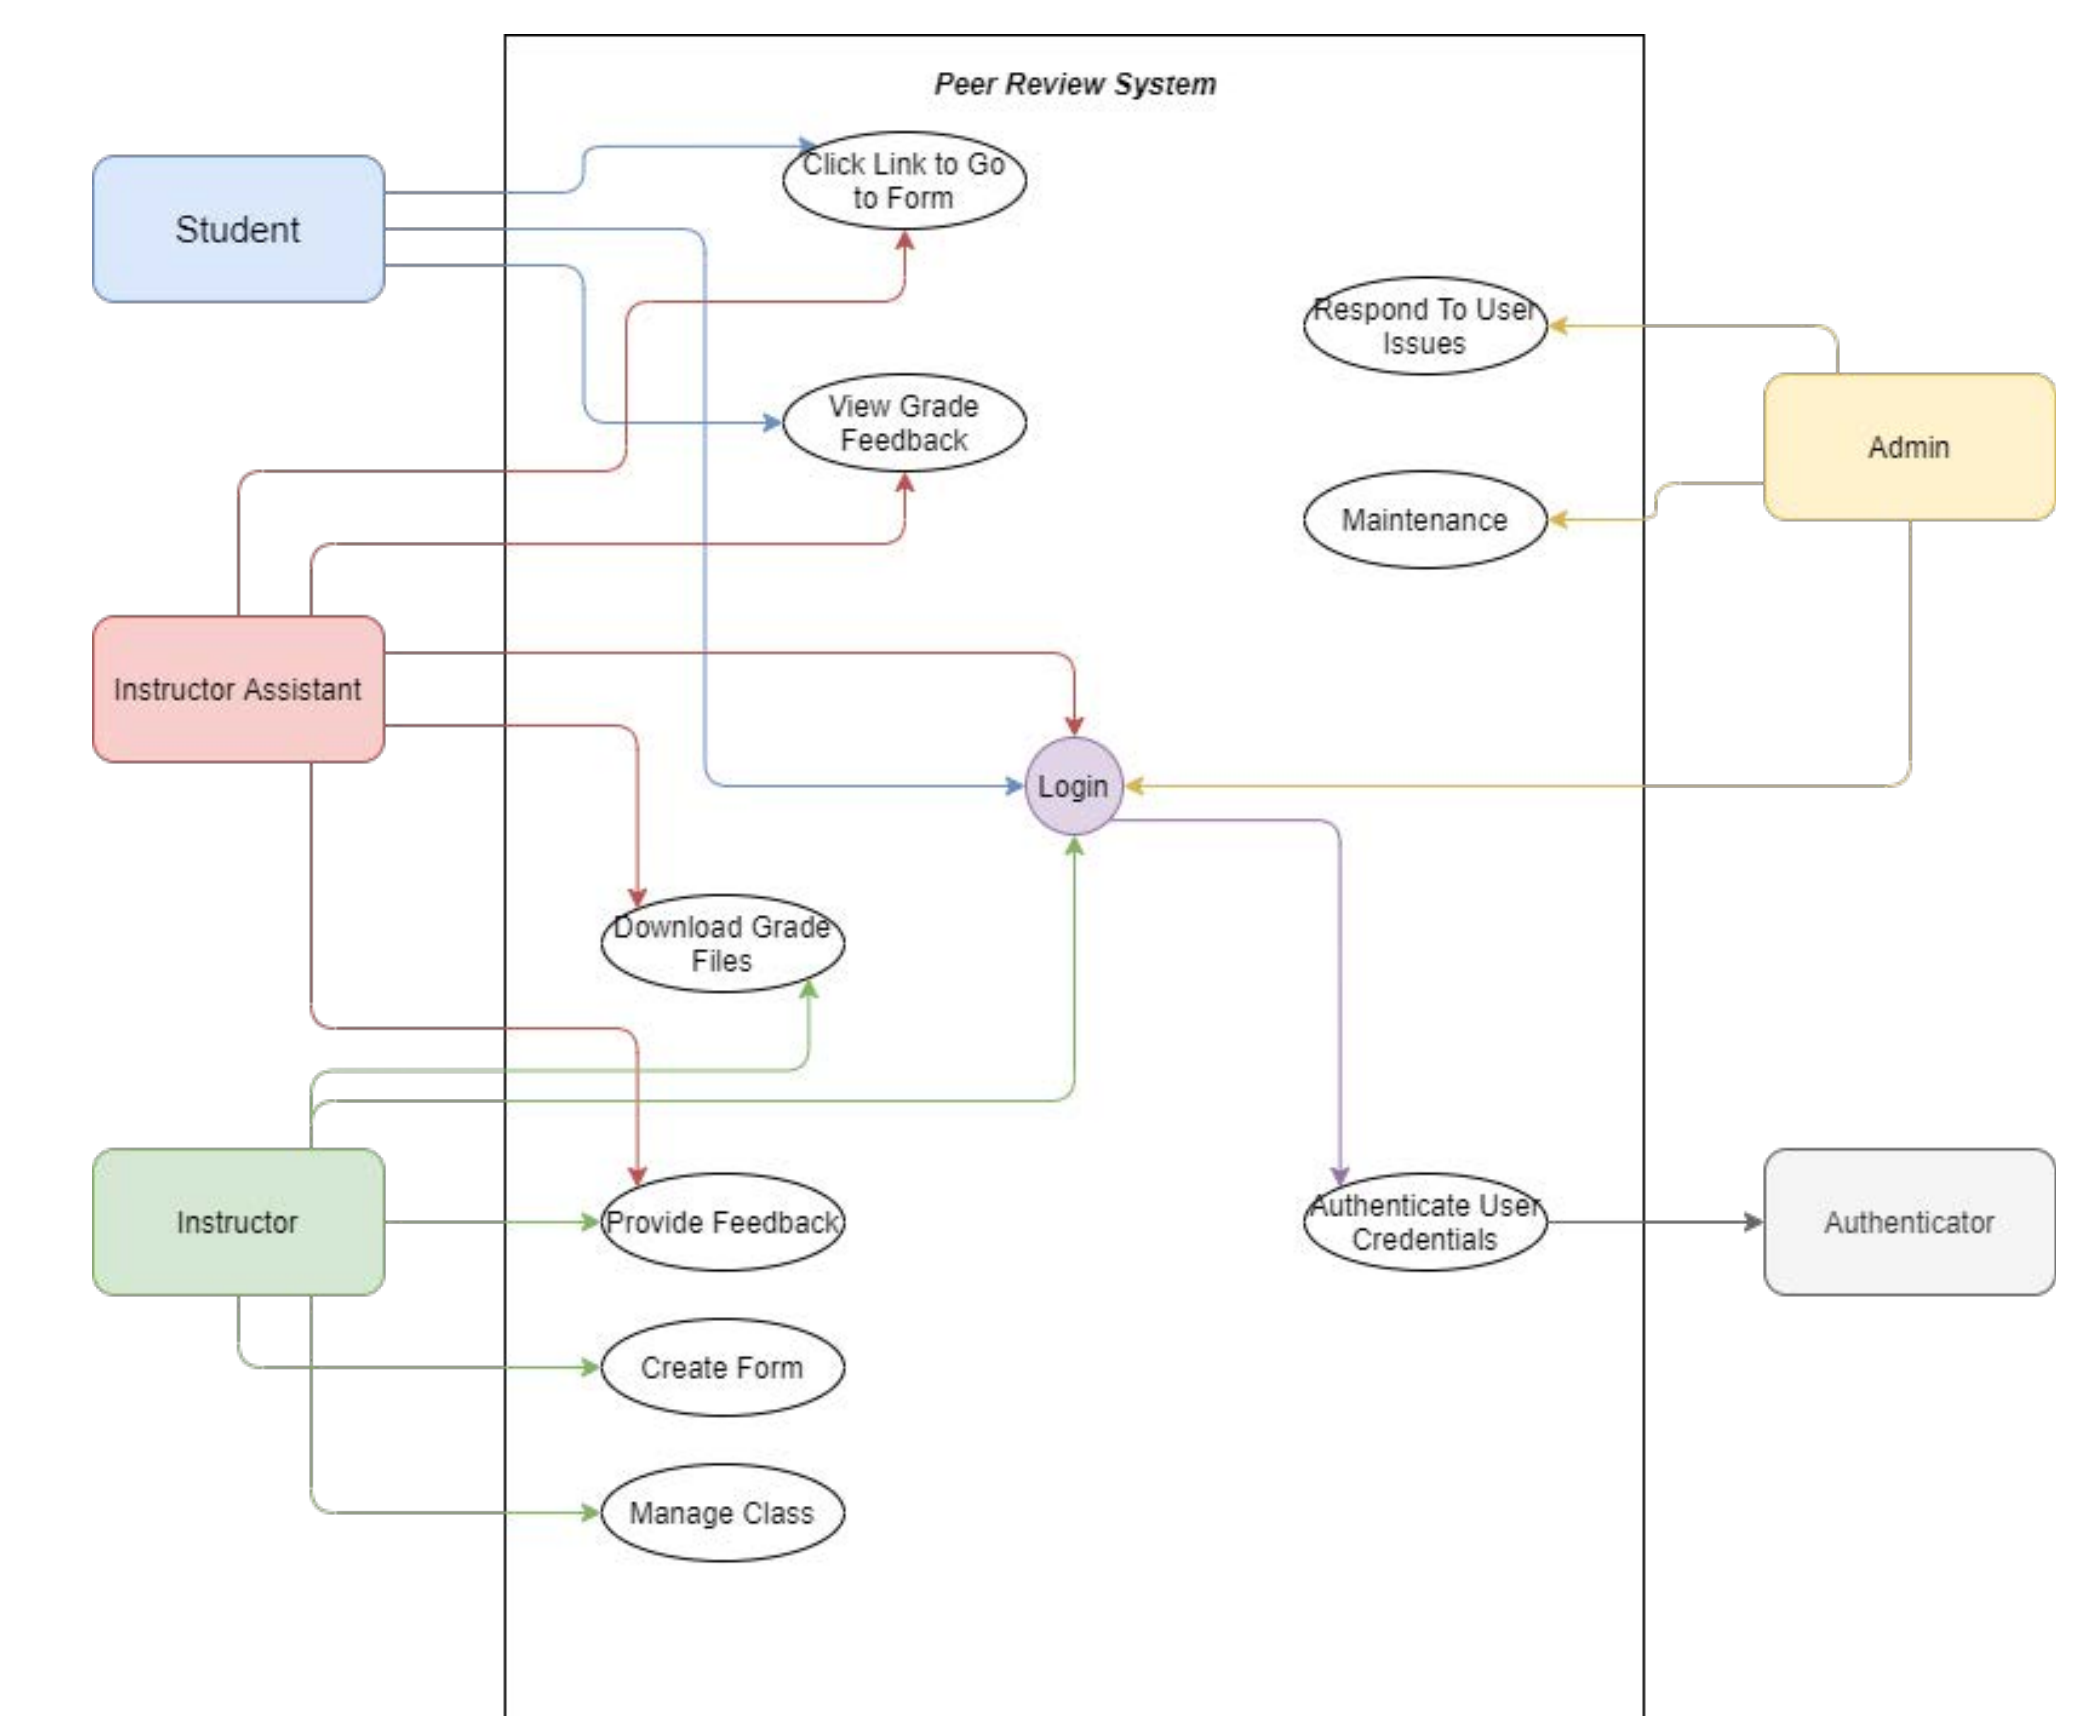 Peer Review System
Click Link to Go
to Form
Student
Respond To User
Issues
View Grade
Feedback
Admin
Maintenance
Instructor Assistant
Login
Download Grade
Files
Instructor
Provide Feedback
Authenticate User
Credentials
Authenticator
Create Form
Manage Class